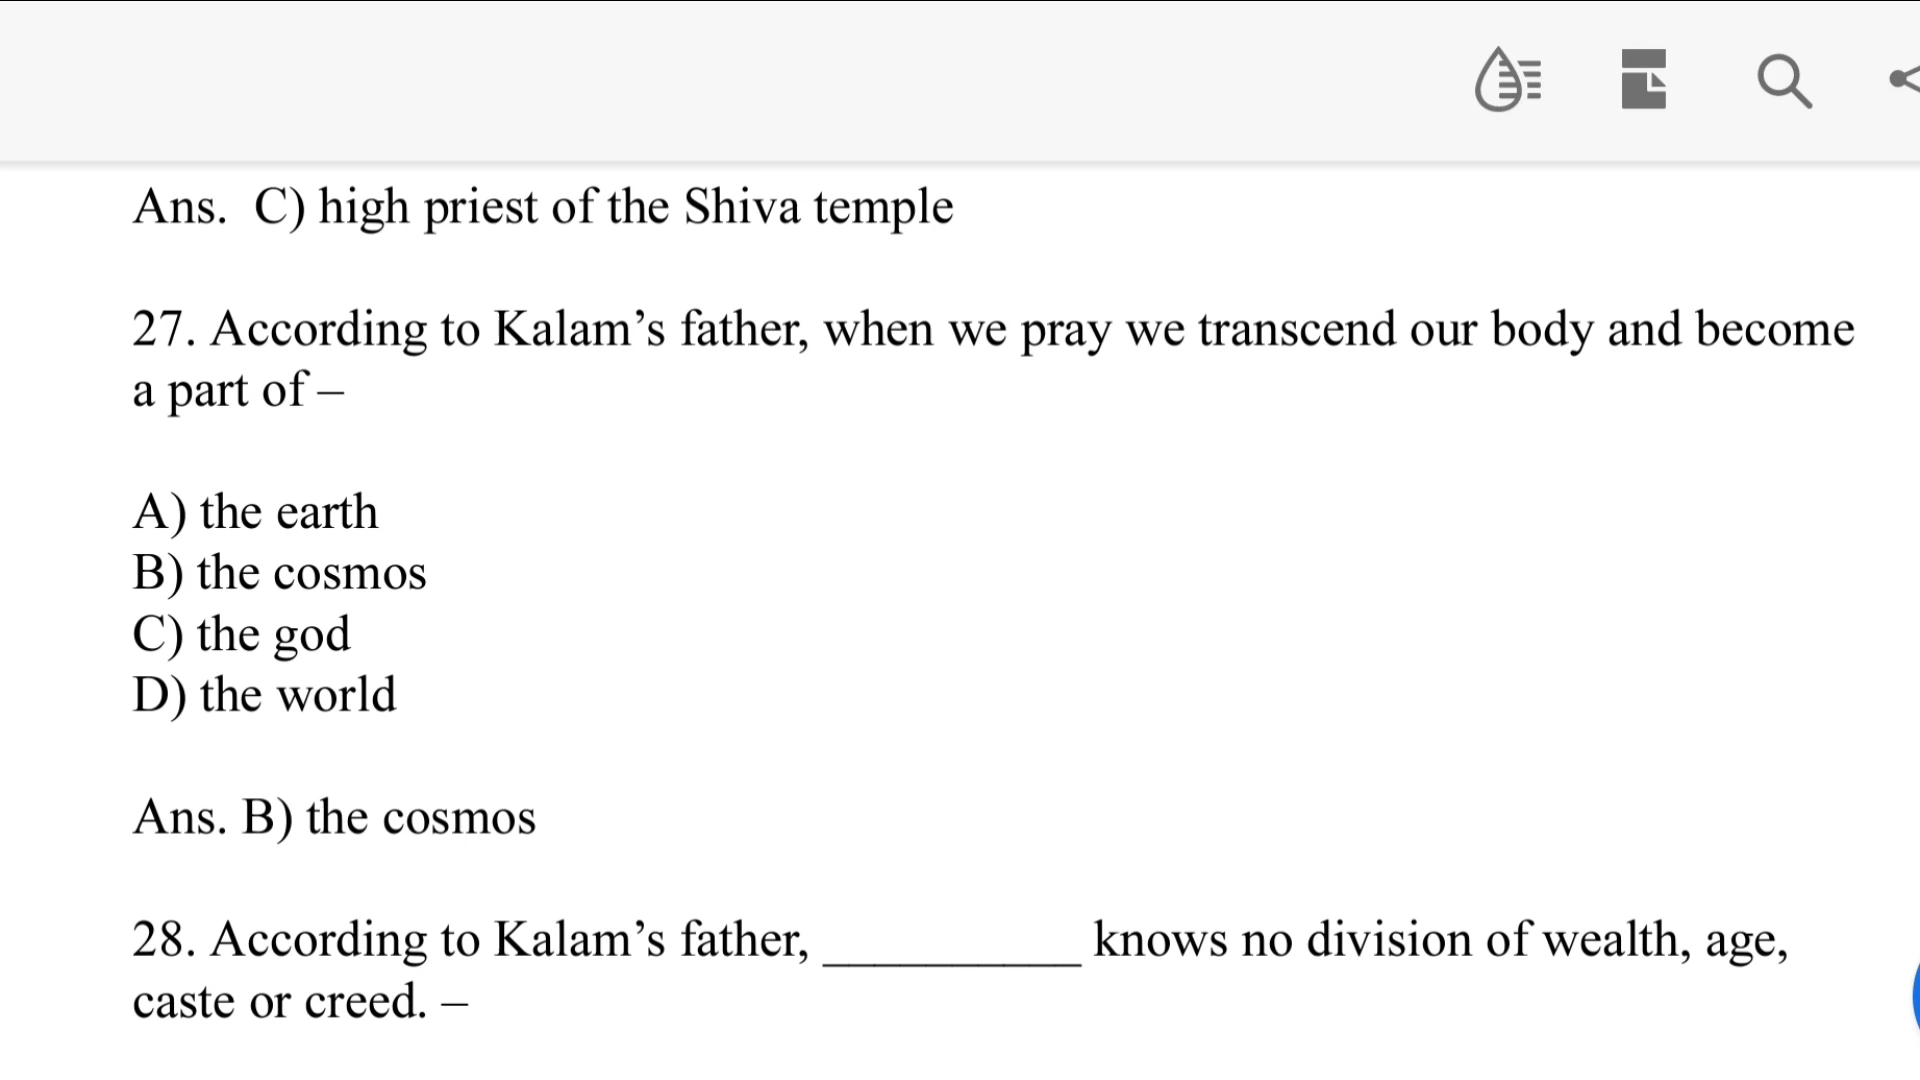 Ans.  C) high priest of the Shiva temple
27. According to Kalam’s father, when we pray we transcend our body and become
a part of –
A) the earth
B) the cosmos
C) the god
D) the world
Ans. B) the cosmos
28. According to Kalam’s father, __________ knows no division of wealth, age,
caste or creed. –